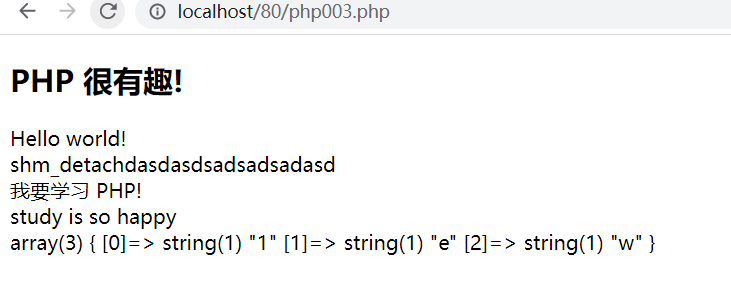 localhost/80/php003.php
PHP 很有趣!
Hello world!
shm_detachdasdasdsadsadsadasd
我要学习 PHP!
study is so happy
array(3) { [0]=> string(1) "1" [1]=> string(1) "e" [2]=> string(1) "w" }